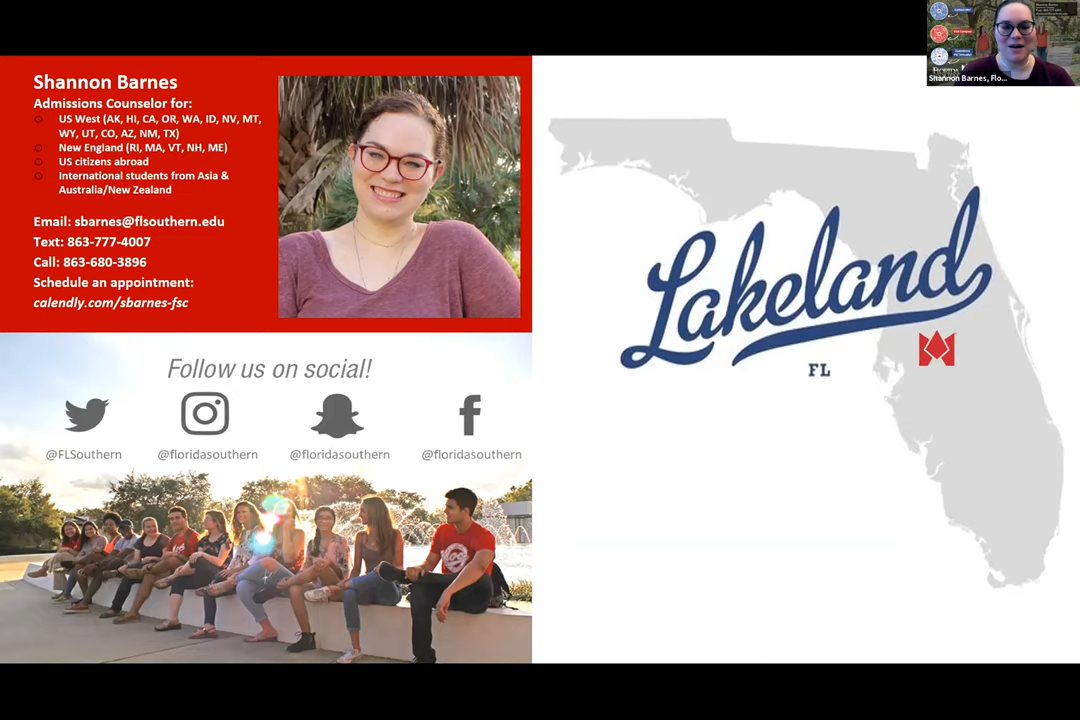 Shannon Barnes
Admissions Counselor for:
US West (AK, HI, CA, OR, WA, ID, NV, MT,
WY, UT, CO, AZ, NM, TX)
New England (RI, MA, VT, NH, ME)
US citizens abroad
International students from Asia &
Australia/New Zealand
Email: sbarnes@flsouthern.edu
Text: 863-777-4007
Call: 863-680-3896
Schedule an appointment:
calendly.com/sbarnes-fsc
Follow us on social!
@FLSouthern
@floridasouthern
@floridasouthern
@floridasouthern
Lakeland
FL
Shannon Barnes, Flo...